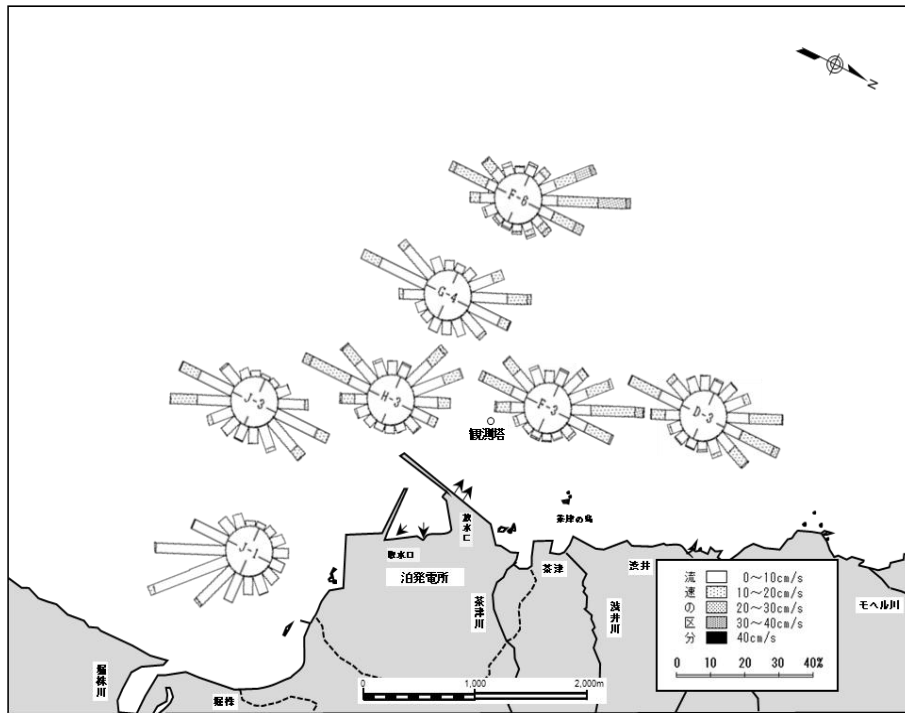 N
F-6
G-4
J-3
H-3
F-3
D-3
観測塔
J-1
取水口
放水口
茶津の島
泊発電所
茶津
渋井
茶津川
渋井川
モヘル川
堀株川
堀株
流速の区分
0～10cm/s
10～20cm/s
20～30cm/s
30～40cm/s
40cm/s
0 10 20 30 40%
0 1,000 2,000m